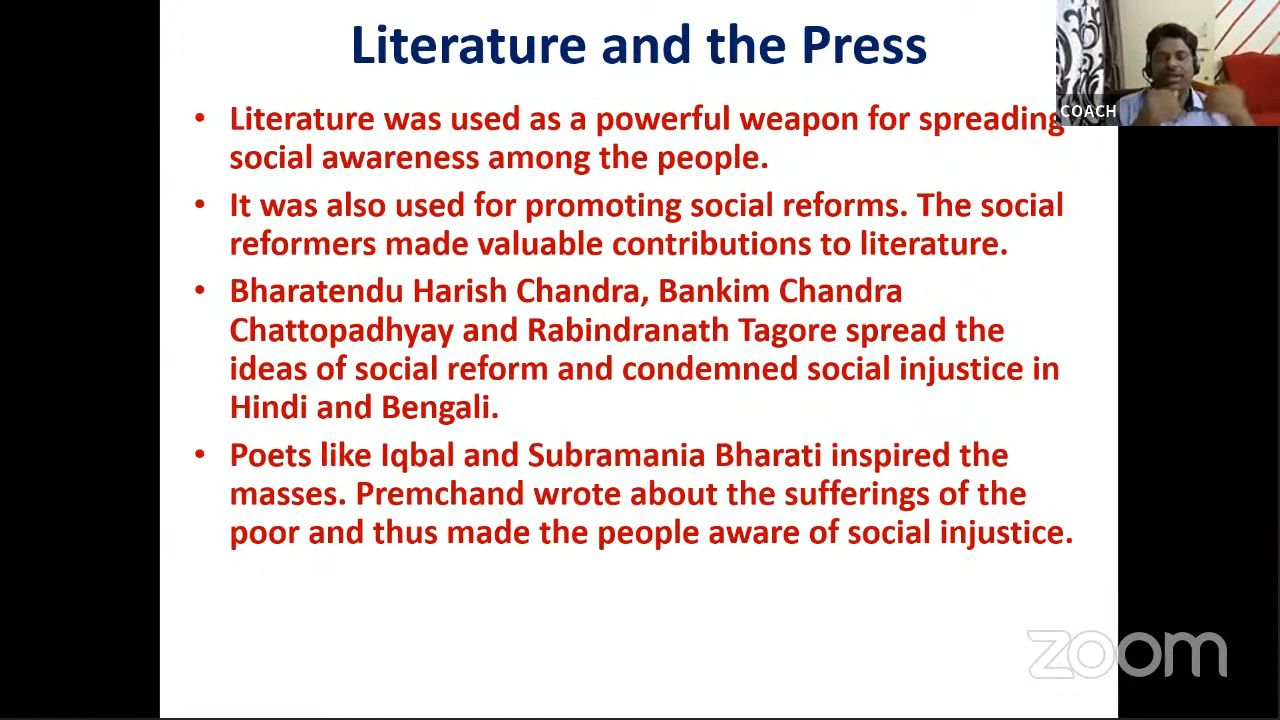 Literature and the Press
COACH
• Literature was used as a powerful weapon for spreading
social awareness among the people.
• It was also used for promoting social reforms. The social
reformers made valuable contributions to literature.
• Bharatendu Harish Chandra, Bankim Chandra
Chattopadhyay and Rabindranath Tagore spread the
ideas of social reform and condemned social injustice in
Hindi and Bengali.
• Poets like Iqbal and Subramania Bharati inspired the
masses. Premchand wrote about the sufferings of the
poor and thus made the people aware of social injustice.
zoom